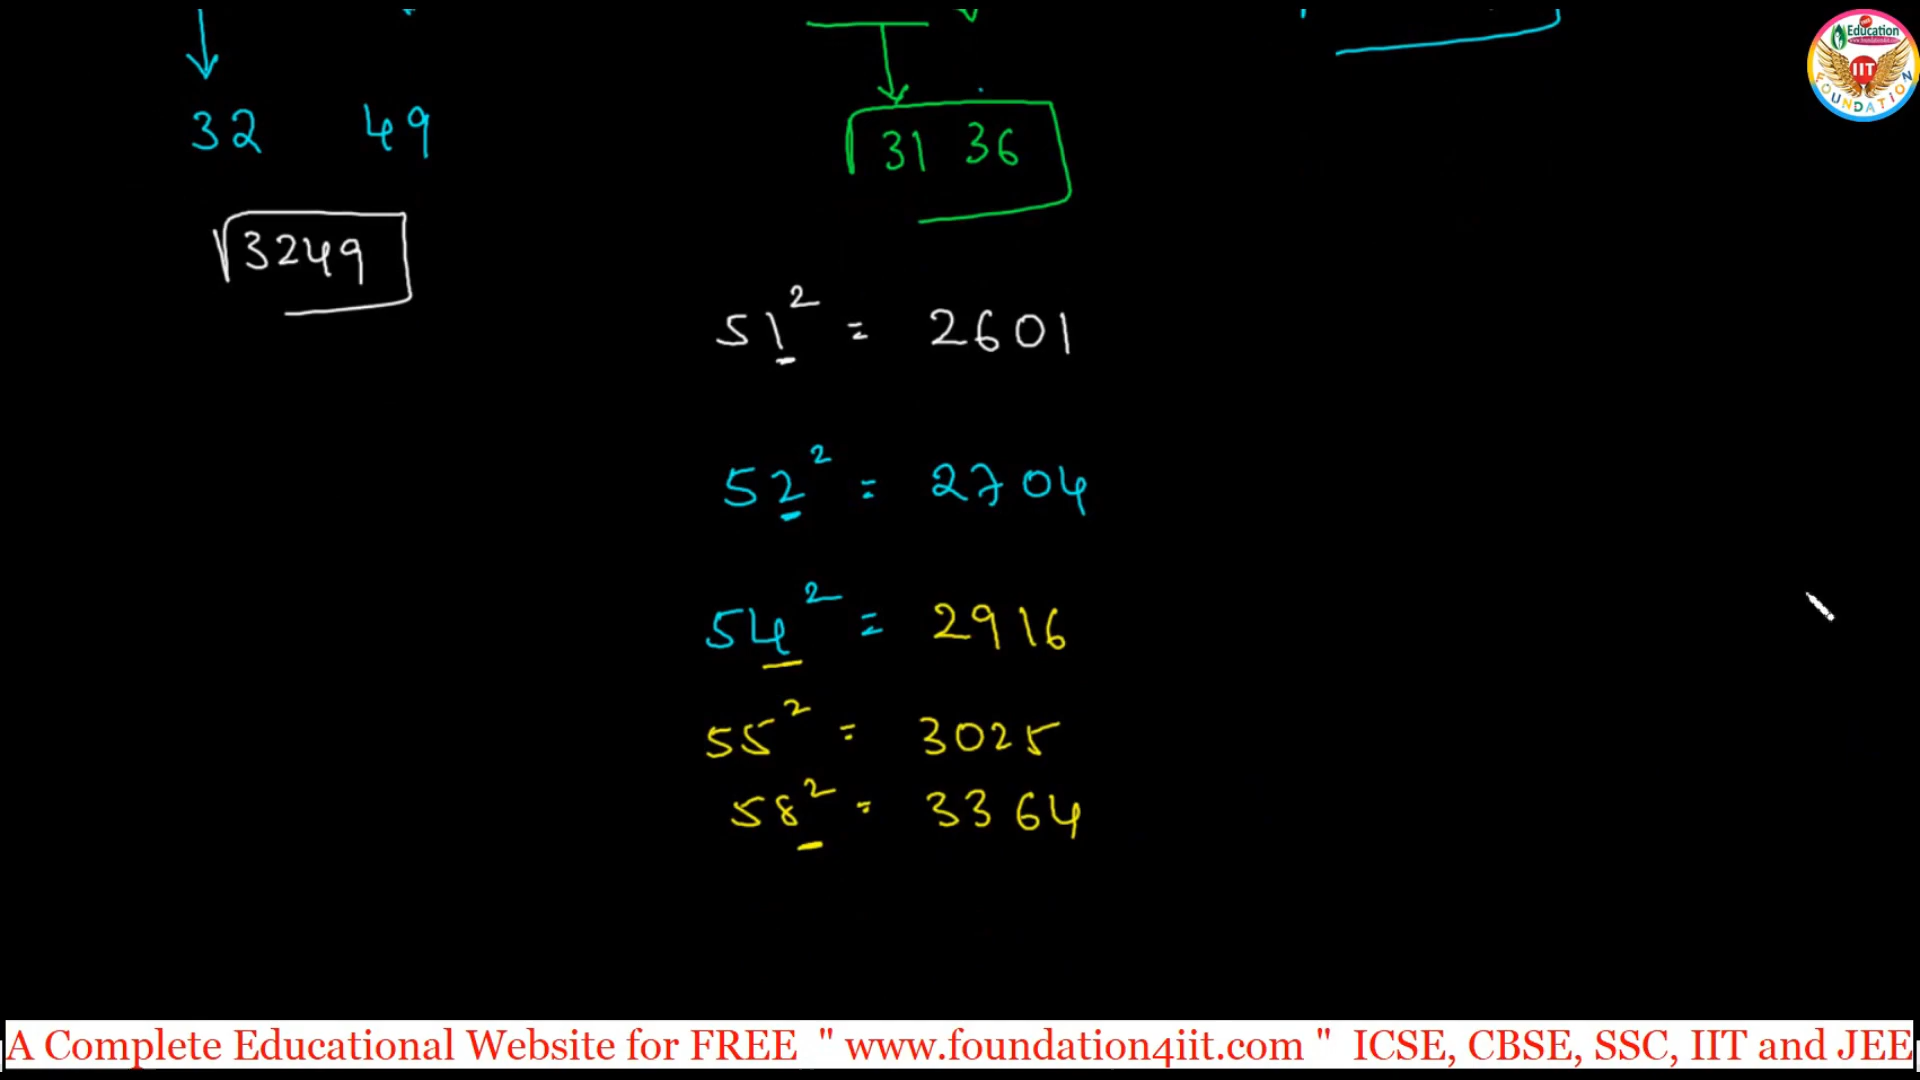 32 49
31 36
3249
51² = 2601
52² = 2704
54² = 2916
55² = 3025
58² = 3364
Education
IIT
FOUNDATION
A Complete Educational Website for FREE " www.foundation4iit.com " ICSE, CBSE, SSC, IIT and JEE